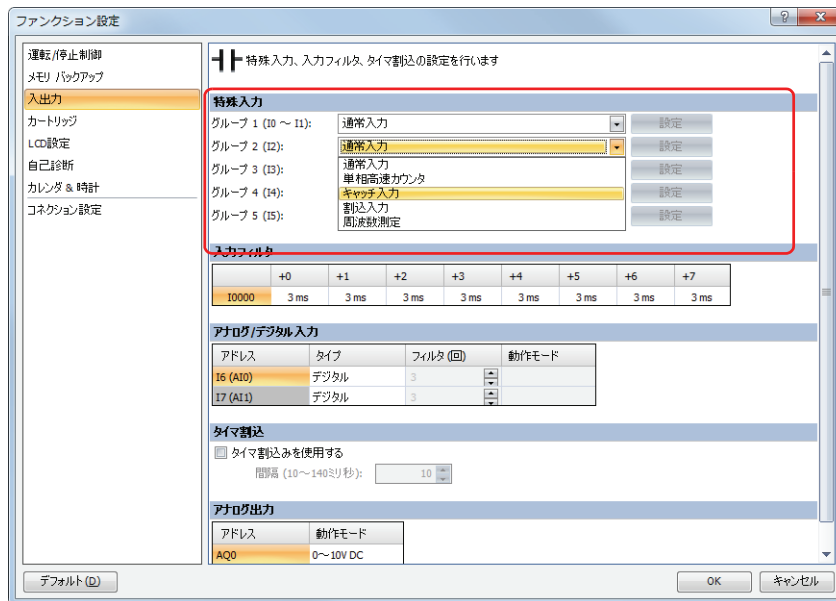 ファンクション設定
運転/停止制御
メモリ バックアップ
入出力
カートリッジ
LCD設定
自己診断
カレンダ & 時計
コネクション設定
特殊入力、入力フィルタ、タイマ割込の設定を行います
特殊入力
グループ 1 (I0 ～ I1): 通常入力 設定
グループ 2 (I2): 通常入力 設定
グループ 3 (I3): 設定
グループ 4 (I4): 設定
グループ 5 (I5): 設定
通常入力
単相高速カウンタ
キャッチ入力
割込入力
周波数測定
入力フィルタ
+0 +1 +2 +3 +4 +5 +6 +7
I0000 3 ms 3 ms 3 ms 3 ms 3 ms 3 ms 3 ms 3 ms
アナログ/デジタル入力
アドレス タイプ フィルタ (回) 動作モード
I6 (AI0) デジタル 3
I7 (AI1) デジタル 3
タイマ割込
タイマ割込みを使用する
間隔 (10～140ミリ秒): 10
アナログ出力
アドレス 動作モード
AQ0 0～10V DC
デフォルト(D) OK キャンセル